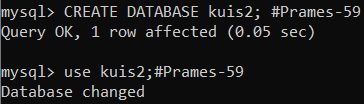 mysql> CREATE DATABASE kuis2; #Prames-59
Query OK, 1 row affected (0.05 sec)
mysql> use kuis2;#Prames-59
Database changed